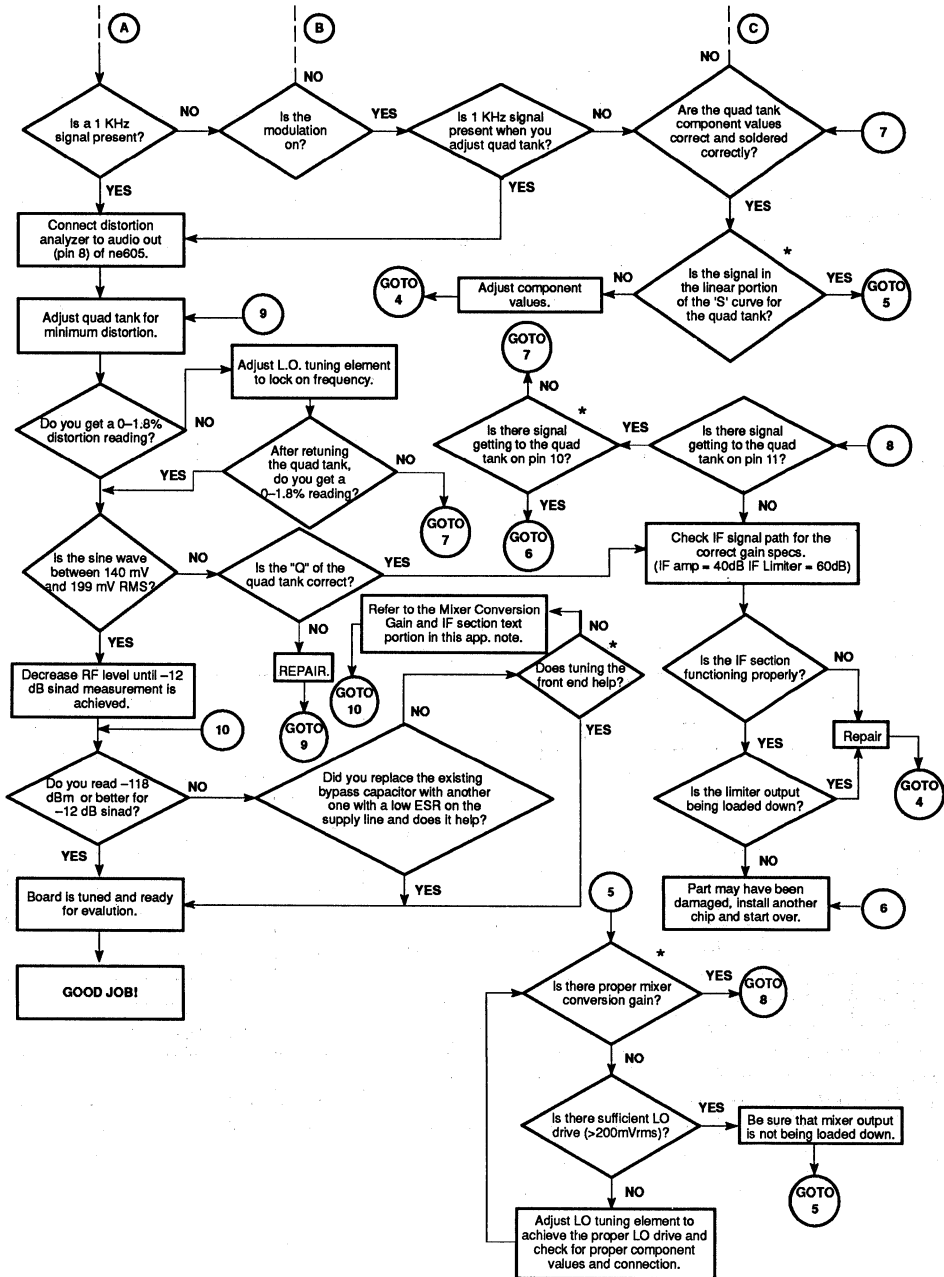 A
B
C
NO
NO
Is a 1 KHz
signal present?
NO
Is the
modulation
on?
YES
Is 1 KHz signal
present when you
adjust quad tank?
NO
Are the quad tank
component values
correct and soldered
correctly?
7
YES
YES
YES
Connect distortion
analyzer to audio out
(pin 8) of ne605.
*
Is the signal in
the linear portion
of the 'S' curve for
the quad tank?
NO
YES
Adjust component
values.
GOTO
4
GOTO
5
Adjust quad tank for
minimum distortion.
9
Adjust L.O. tuning element
to lock on frequency.
GOTO
7
NO
Do you get a 0–1.8%
distortion reading?
NO
*
Is there signal
getting to the quad
tank on pin 10?
YES
Is there signal
getting to the quad
tank on pin 11?
8
YES
After retuning
the quad tank,
do you get a
0–1.8% reading?
NO
GOTO
7
YES
GOTO
6
NO
Is the sine wave
between 140 mV
and 199 mV RMS?
NO
Is the "Q" of
the quad tank correct?
YES
Check IF signal path for the
correct gain specs.
(IF amp = 40dB IF Limiter = 60dB)
YES
NO
REPAIR.
GOTO
9
Refer to the Mixer Conversion
Gain and IF section text
portion in this app. note.
GOTO
10
NO
*
Does tuning the
front end help?
YES
Is the IF section
functioning properly?
NO
Repair
GOTO
4
YES
Decrease RF level until –12
dB sinad measurement is
achieved.
10
NO
Do you read –118
dBm or better for
–12 dB sinad?
NO
Did you replace the existing
bypass capacitor with another
one with a low ESR on the
supply line and does it help?
Is the limiter output
being loaded down?
YES
YES
YES
NO
Board is tuned and ready
for evalution.
Part may have been
damaged, install another
chip and start over.
6
5
GOOD JOB!
*
Is there proper mixer
conversion gain?
YES
GOTO
8
NO
Is there sufficient LO
drive (>200mVrms)?
YES
Be sure that mixer output
is not being loaded down.
GOTO
5
NO
Adjust LO tuning element to
achieve the proper LO drive and
check for proper component
values and connection.